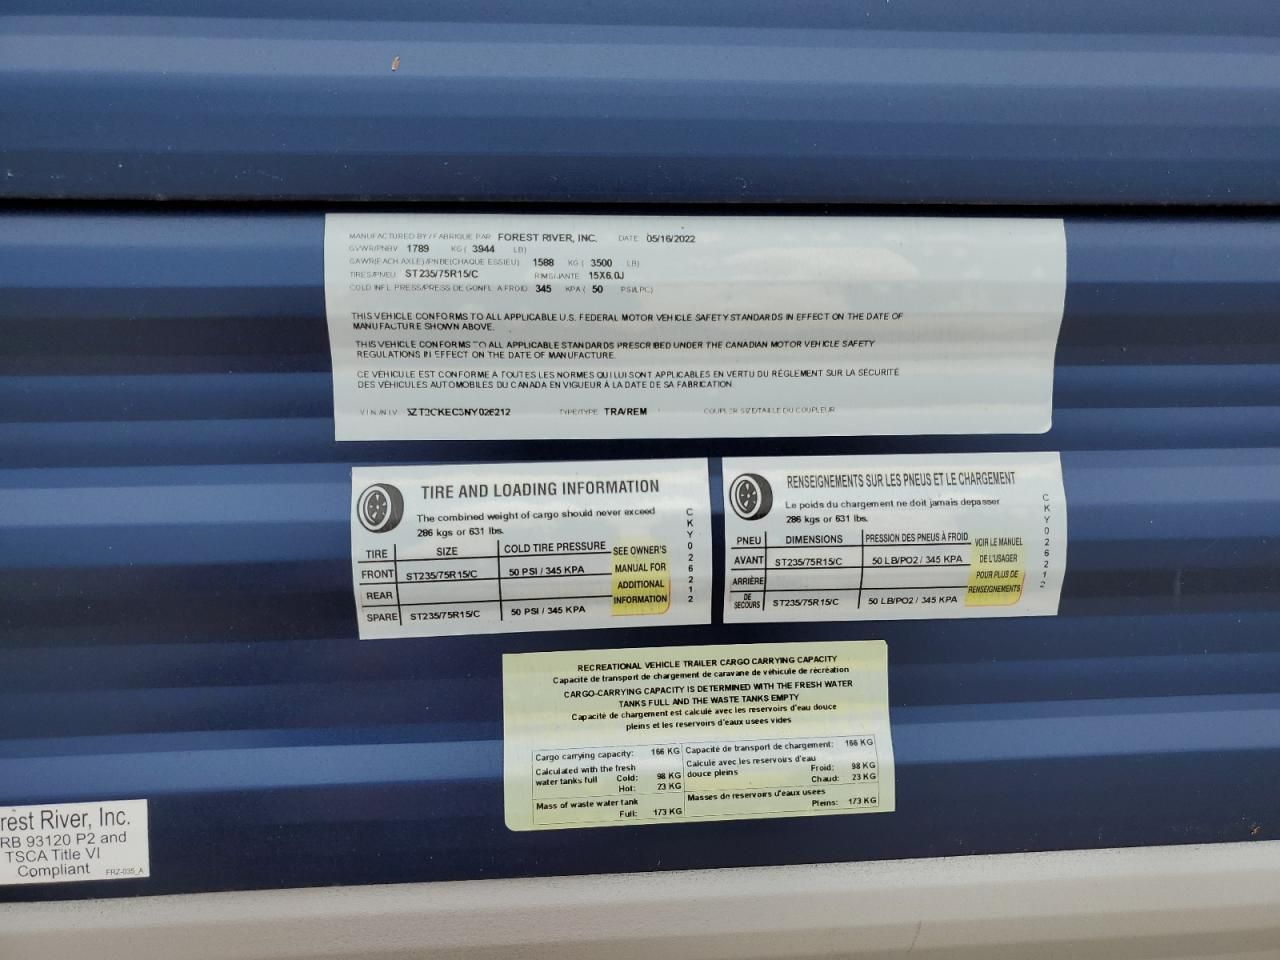 MANUFACTURED BY / FABRIQUE PAR FOREST RIVER, INC. DATE 05/16/2022
GVWR/PNBV 1789 KG ( 3944 LB)
GAWR(EACH AXLE)/PNBE(CHAQUE ESSIEU) 1588 KG ( 3500 LB)
TIRES/PNEU ST235/75R15/C RIMS/JANTE 15X6.0J
COLD INFL. PRESS/PRESS DE GONFL. A FROID 345 KPA ( 50 PSI/LPC)
THIS VEHICLE CONFORMS TO ALL APPLICABLE U.S. FEDERAL MOTOR VEHICLE SAFETY STANDARDS IN EFFECT ON THE DATE OF
MANUFACTURE SHOWN ABOVE.
THIS VEHICLE CONFORMS TO ALL APPLICABLE STANDARDS PRESCRIBED UNDER THE CANADIAN MOTOR VEHICLE SAFETY
REGULATIONS IN EFFECT ON THE DATE OF MANUFACTURE.
CE VÉHICULE EST CONFORME A TOUTES LES NORMES QUI LUI SONT APPLICABLES EN VERTU DU RÉGLEMENT SUR LA SÉCURITÉ
DES VÉHICULES AUTOMOBILES DU CANADA EN VIGUEUR À LA DATE DE SA FABRICATION
V.I.N./N.I.V. TYPE/TYPE TRA/REM COUPLER SIZE/TAILLE DU COUPLEUR
TIRE AND LOADING INFORMATION
The combined weight of cargo should never exceed
286 kgs or 631 lbs.
TIRE SIZE COLD TIRE PRESSURE
FRONT ST235/75R15/C 50 PSI / 345 KPA
REAR
SPARE ST235/75R15/C 50 PSI / 345 KPA
SEE OWNER'S
MANUAL FOR
ADDITIONAL
INFORMATION
CKY026212
RENSEIGNEMENTS SUR LES PNEUS ET LE CHARGEMENT
Le poids du chargement ne doit jamais depasser
286 kgs or 631 lbs.
PNEU DIMENSIONS PRESSION DES PNEUS À FROID
AVANT ST235/75R15/C 50 LB/PO2 / 345 KPA
ARRIÈRE
DE SECOURS ST235/75R15/C 50 LB/PO2 / 345 KPA
VOIR LE MANUEL
DE L'USAGER
POUR PLUS DE
RENSEIGNEMENTS
CKY026212
RECREATIONAL VEHICLE TRAILER CARGO CARRYING CAPACITY
Capacité de transport de chargement de caravane de véhicule de récréation
CARGO-CARRYING CAPACITY IS DETERMINED WITH THE FRESH WATER
TANKS FULL AND THE WASTE TANKS EMPTY
Capacité de chargement est calculé avec les reservoirs d'eau douce
pleins et les reservoirs d'eaux usees vides
Cargo carrying capacity: 166 KG
Calculated with the fresh
water tanks full Cold: 98 KG
Hot: 23 KG
Mass of waste water tank
Full: 173 KG
Capacité de transport de chargement: 166 KG
Calculé avec les reservoirs d'eau
douce pleins Froid: 98 KG
Chaud: 23 KG
Masses de reservoirs d'eaux usees
Pleins: 173 KG
rest River, Inc.
RB 93120 P2 and
TSCA Title VI
Compliant FRZ-035_A